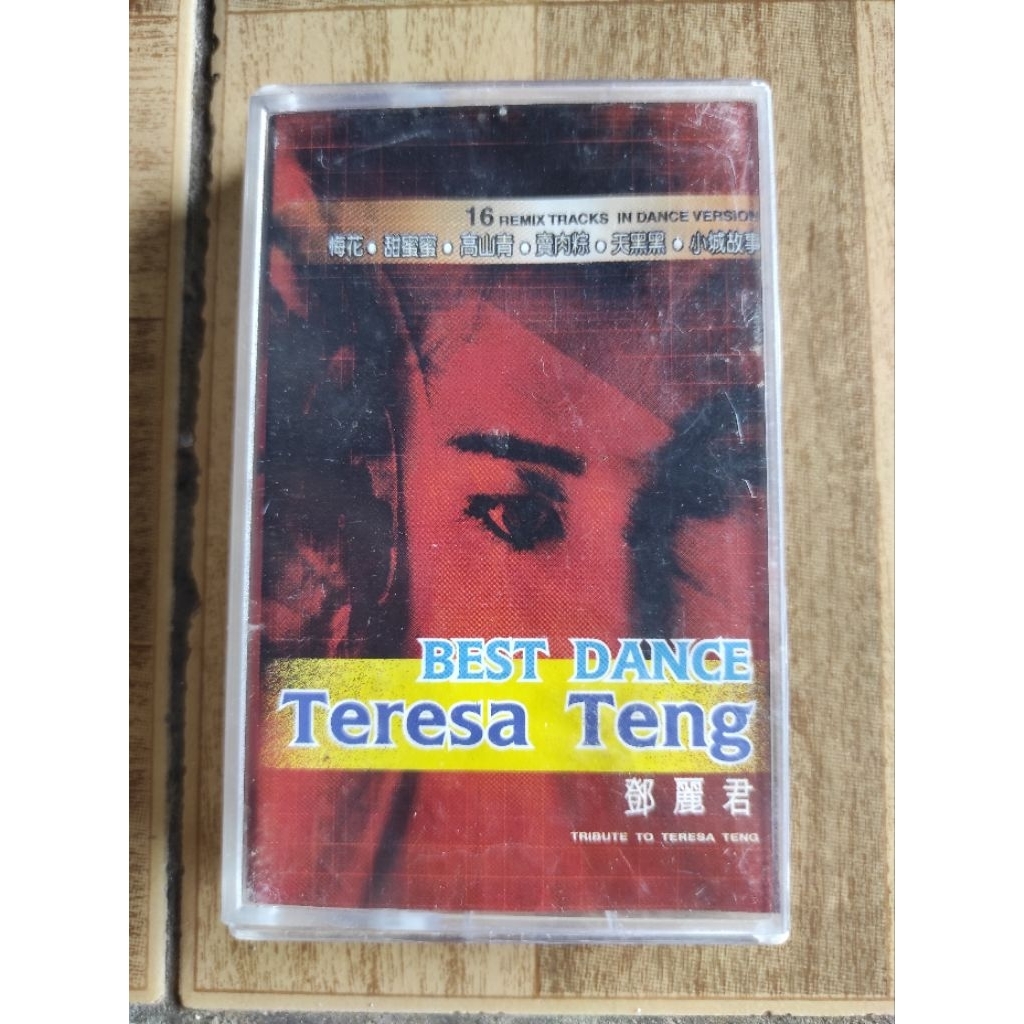 16 REMIX TRACKS IN DANCE VERSION
梅花 • 甜蜜蜜 • 高山青 • 賣肉粽 • 天黑黑 • 小城故事
BEST DANCE
Teresa Teng
鄧麗君
TRIBUTE TO TERESA TENG